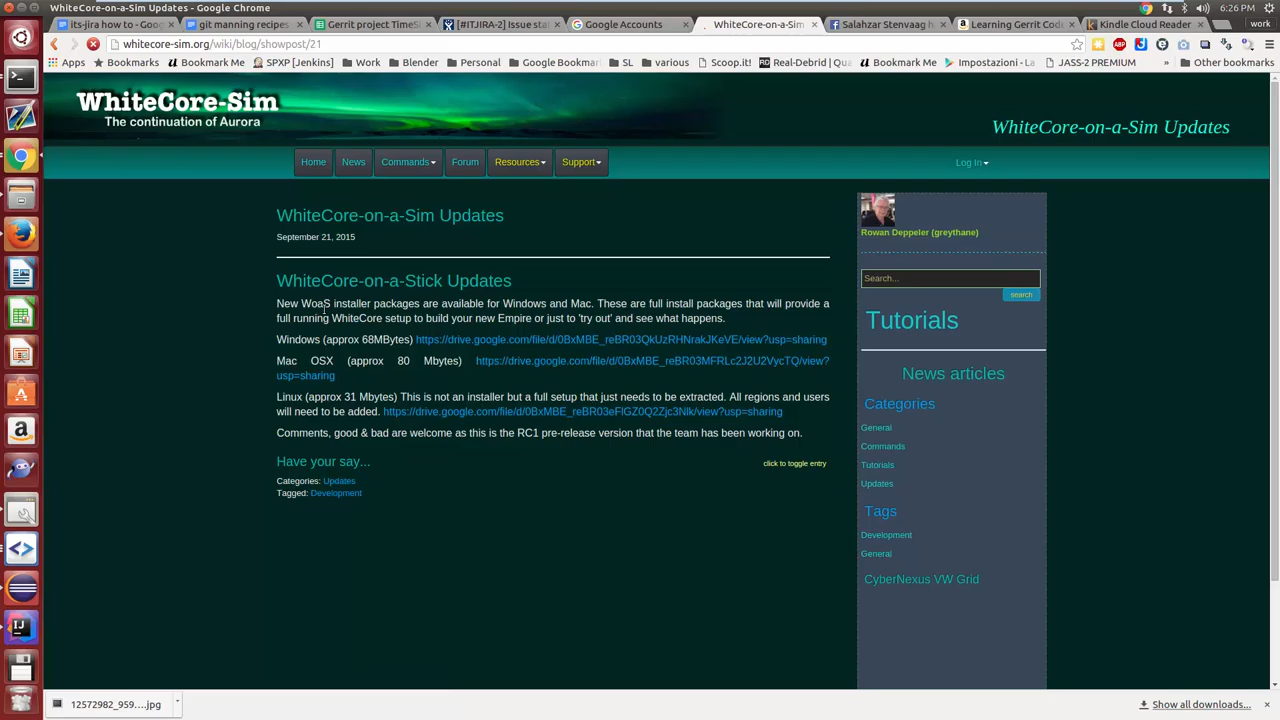 WhiteCore-on-a-Sim Updates - Google Chrome
6:26 PM
its-jira how to - Goog
git manning recipes
Gerrit project TimeS
[#ITJIRA-2] Issue sta
Google Accounts
WhiteCore-on-a-Sim
Salahzar Stenvaag h
Learning Gerrit Cod
Kindle Cloud Reader
work
whitecore-sim.org/wiki/blog/showpost/21
Apps
Bookmarks
Bookmark Me
SPXP [Jenkins]
Work
Blender
Personal
Google Bookmar
SL
various
Scoop.it!
Real-Debrid | Qua
Bookmark Me
Impostazioni - La
JASS-2 PREMIUM
»
Other bookmarks
WhiteCore-Sim
The continuation of Aurora
WhiteCore-on-a-Sim Updates
Home
News
Commands
Forum
Resources
Support
Log In
WhiteCore-on-a-Sim Updates
September 21, 2015
WhiteCore-on-a-Stick Updates
New WoaS installer packages are available for Windows and Mac. These are full install packages that will provide a
full running WhiteCore setup to build your new Empire or just to 'try out' and see what happens.
Windows (approx 68MBytes) https://drive.google.com/file/d/0BxMBE_reBR03QkUzRHNrakJKeVE/view?usp=sharing
Mac OSX (approx 80 Mbytes) https://drive.google.com/file/d/0BxMBE_reBR03MFRLc2J2U2VycTQ/view?
usp=sharing
Linux (approx 31 Mbytes) This is not an installer but a full setup that just needs to be extracted. All regions and users
will need to be added. https://drive.google.com/file/d/0BxMBE_reBR03eFlGZ0Q2Zjc3Nlk/view?usp=sharing
Comments, good & bad are welcome as this is the RC1 pre-release version that the team has been working on.
Have your say...
click to toggle entry
Categories: Updates
Tagged: Development
Rowan Deppeler (greythane)
Search...
search
Tutorials
News articles
Categories
General
Commands
Tutorials
Updates
Tags
Development
General
CyberNexus VW Grid
12572982_959....jpg
Show all downloads...